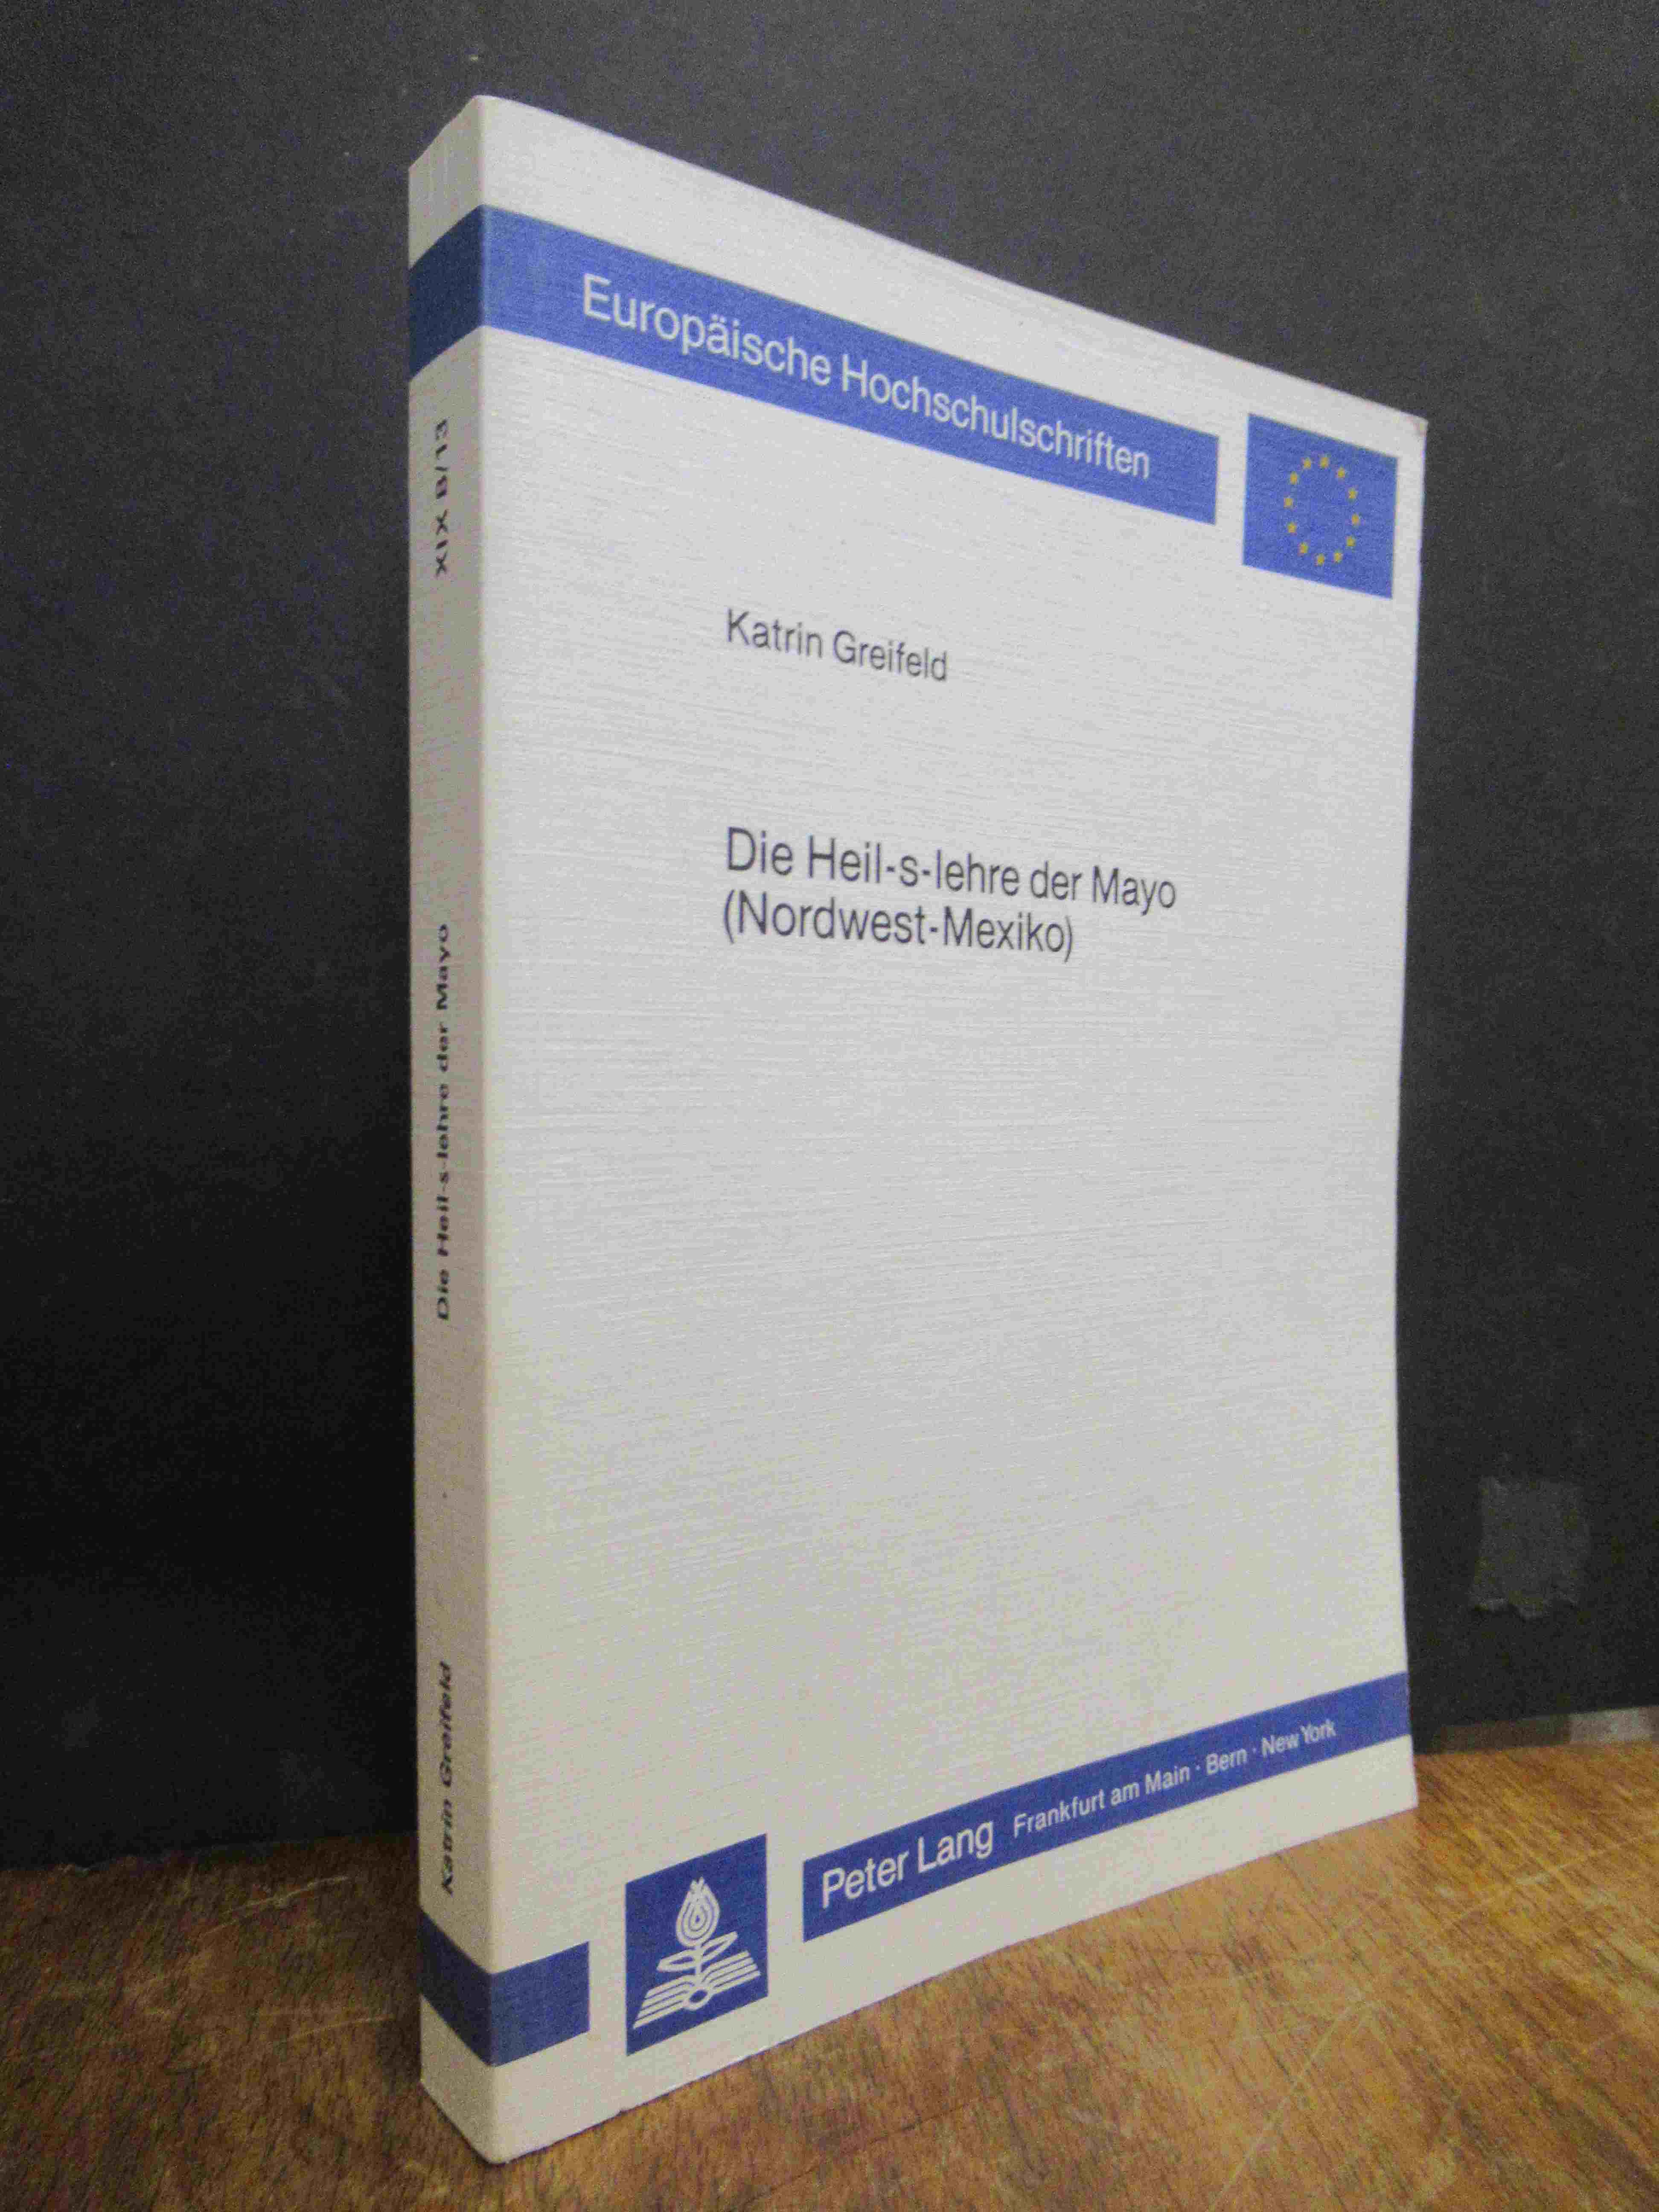 Europäische Hochschulschriften
Katrin Greifeld
Die Heil-s-lehre der Mayo
(Nordwest-Mexiko)
Peter Lang Frankfurt am Main · Bern · New York
Katrin Greifeld Die Heil-s-lehre der Mayo XIX B/13